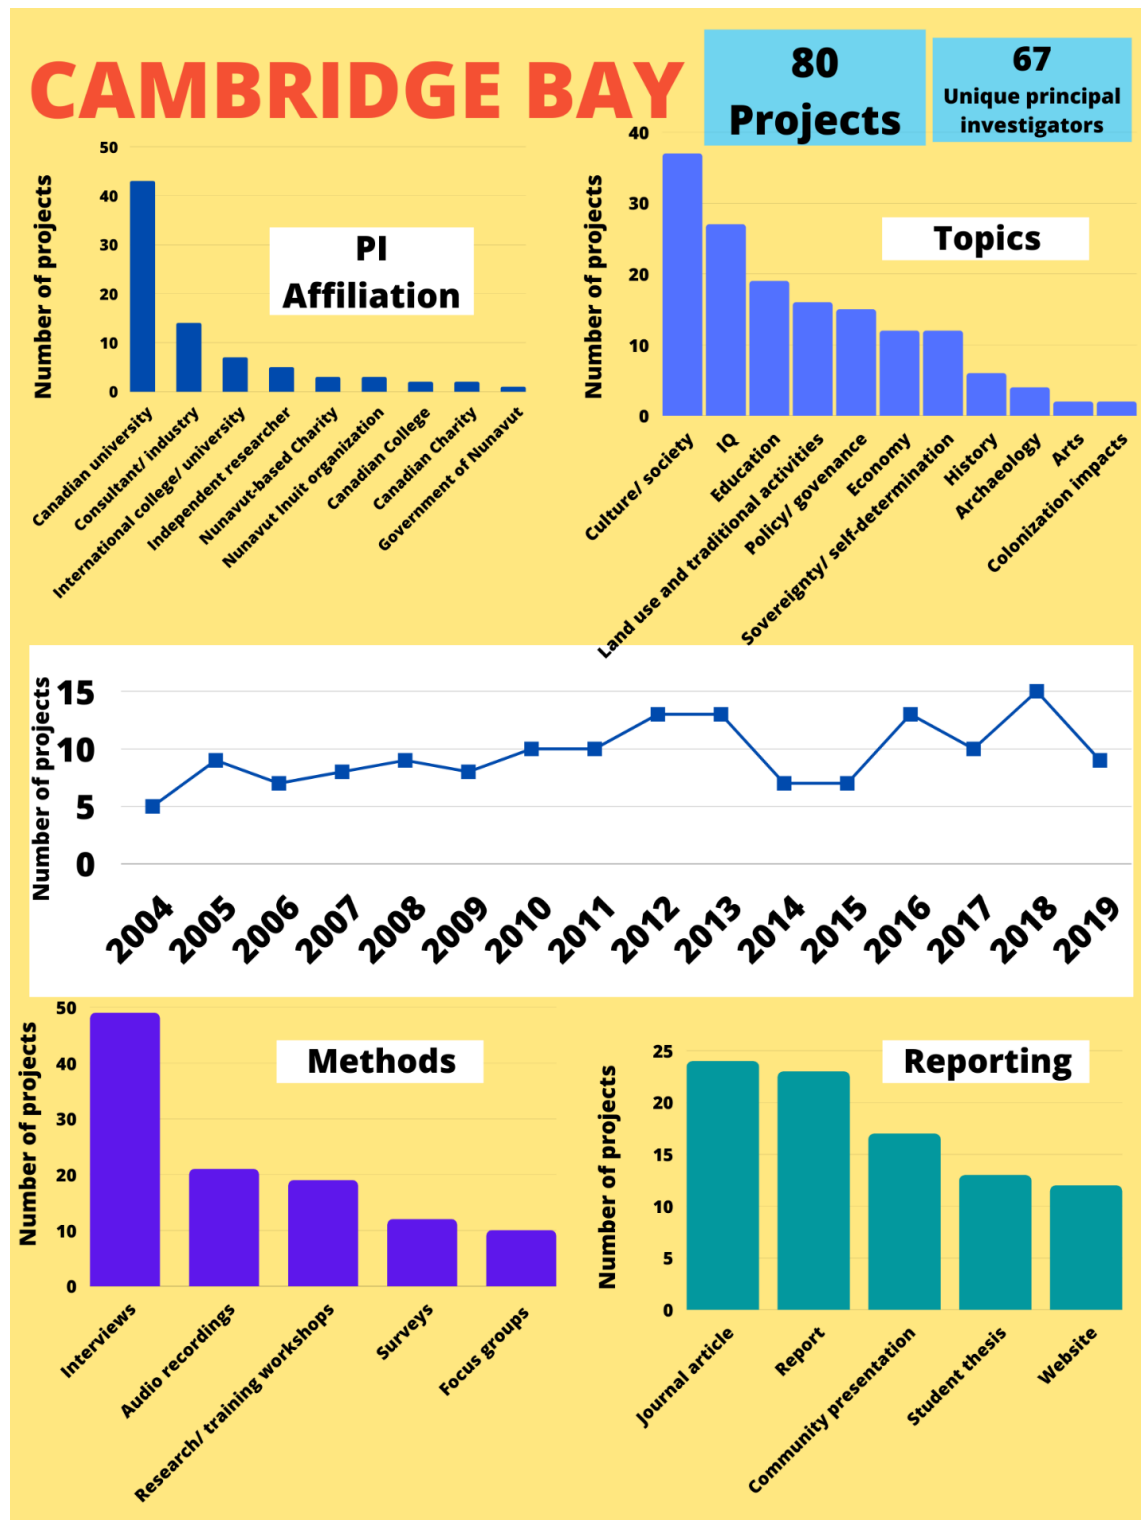 CAMBRIDGE BAY
80
Projects
67
Unique principal
investigators
Number of projects
50
40
30
20
10
0
PI
Affiliation
Canadian university
Consultant/ industry
International college/ university
Independent researcher
Nunavut-based Charity
Nunavut Inuit organization
Canadian College
Canadian Charity
Government of Nunavut
Number of projects
40
30
20
10
0
Topics
Culture/ society
IQ
Education
Land use and traditional activities
Policy/ governance
Economy
Sovereignty/ self-determination
History
Archaeology
Arts
Colonization impacts
Number of projects
15
10
5
0
2004
2005
2006
2007
2008
2009
2010
2011
2012
2013
2014
2015
2016
2017
2018
2019
Number of projects
50
40
30
20
10
0
Methods
Interviews
Audio recordings
Research/ training workshops
Surveys
Focus groups
Number of projects
25
20
15
10
5
0
Reporting
Journal article
Report
Community presentation
Student thesis
Website